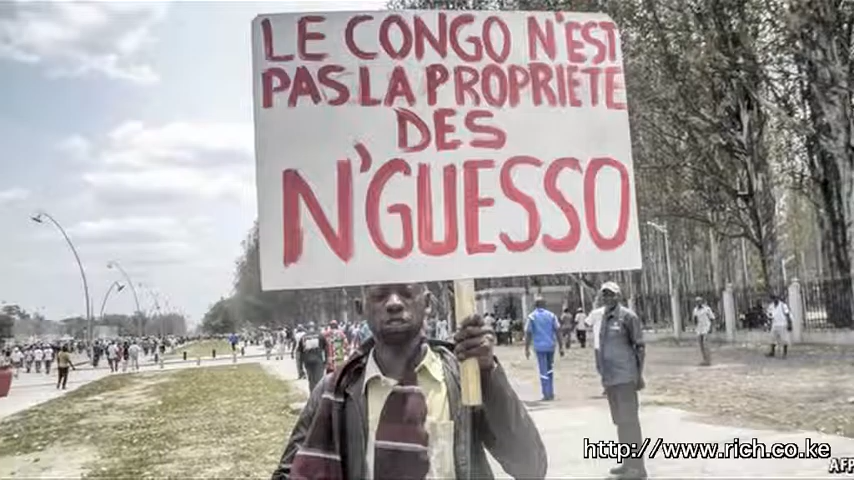 LE CONGO N'EST
PAS LA PROPRIETE
DES
N'GUESSO
http://www.rich.co.ke
AFP